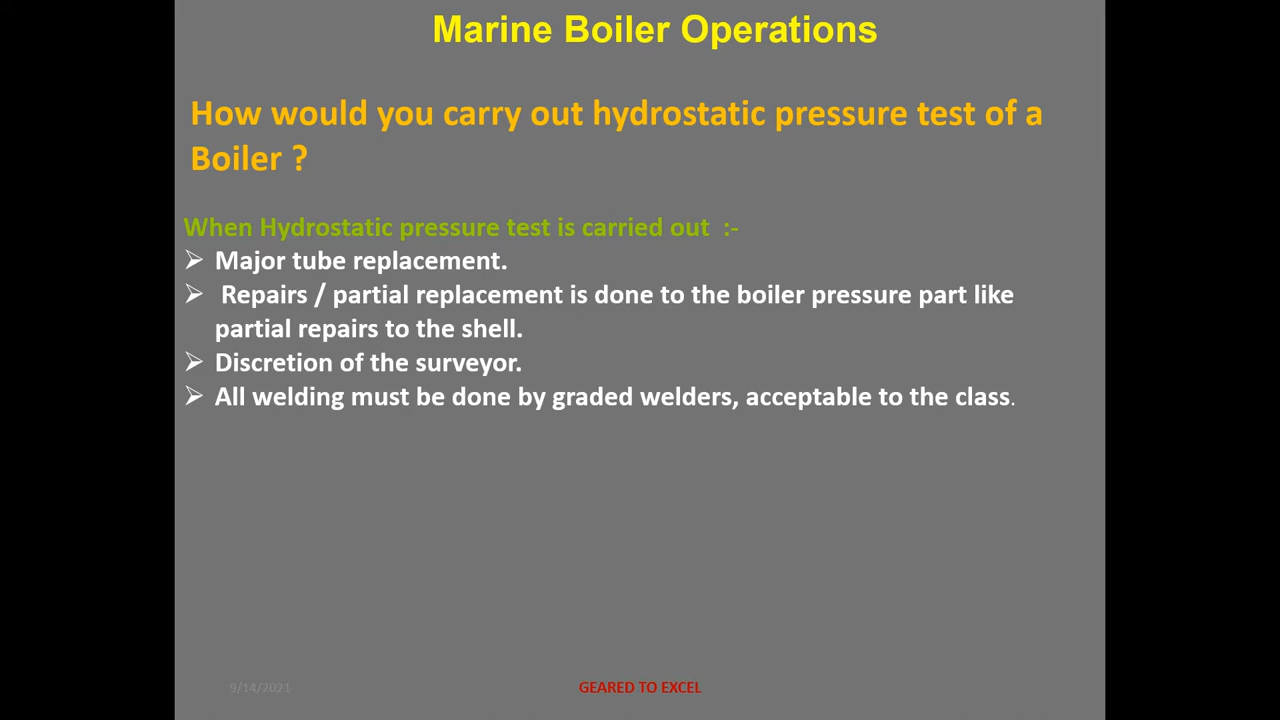 Marine Boiler Operations
How would you carry out hydrostatic pressure test of a
Boiler ?
When Hydrostatic pressure test is carried out :-
➢ Major tube replacement.
➢ Repairs / partial replacement is done to the boiler pressure part like
partial repairs to the shell.
➢ Discretion of the surveyor.
➢ All welding must be done by graded welders, acceptable to the class.
9/14/2021
GEARED TO EXCEL